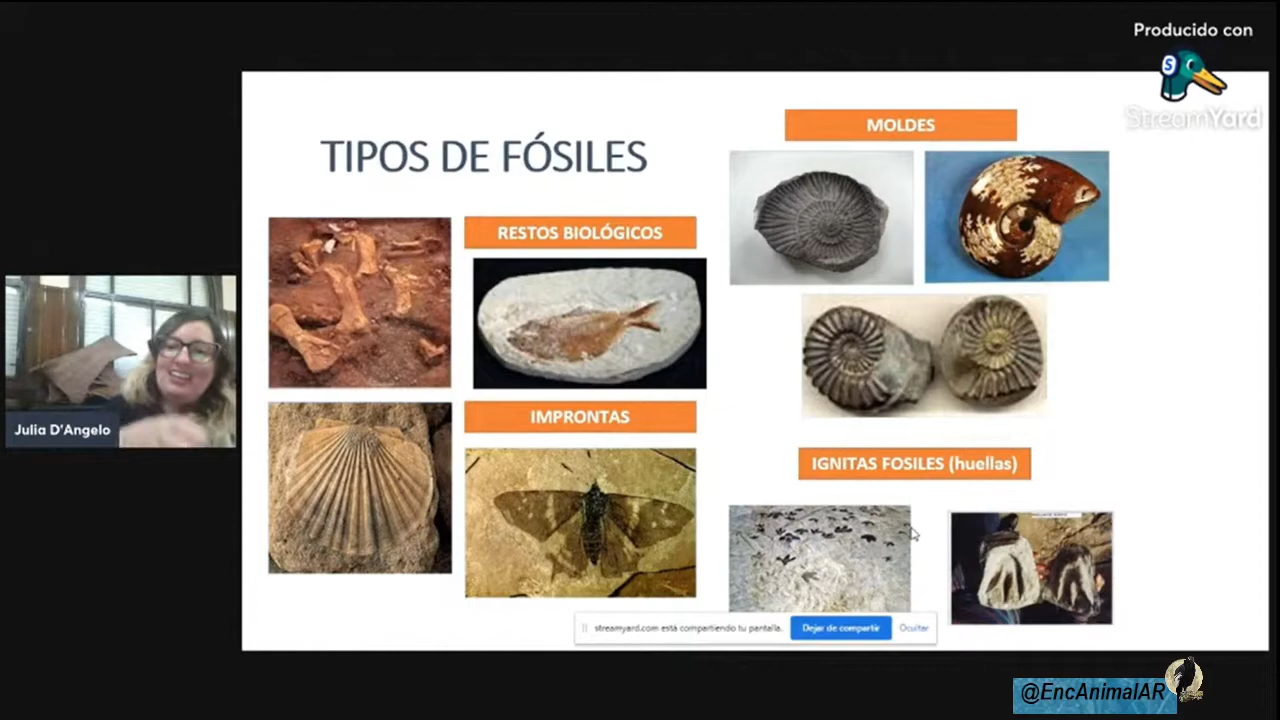 Producido con
StreamYard
TIPOS DE FÓSILES
MOLDES
RESTOS BIOLÓGICOS
IMPRONTAS
Julia D'Angelo
IGNITAS FOSILES (huellas)
streamyard.com está compartiendo tu pantalla.
Dejar de compartir
Ocultar
@EncAnimalAR